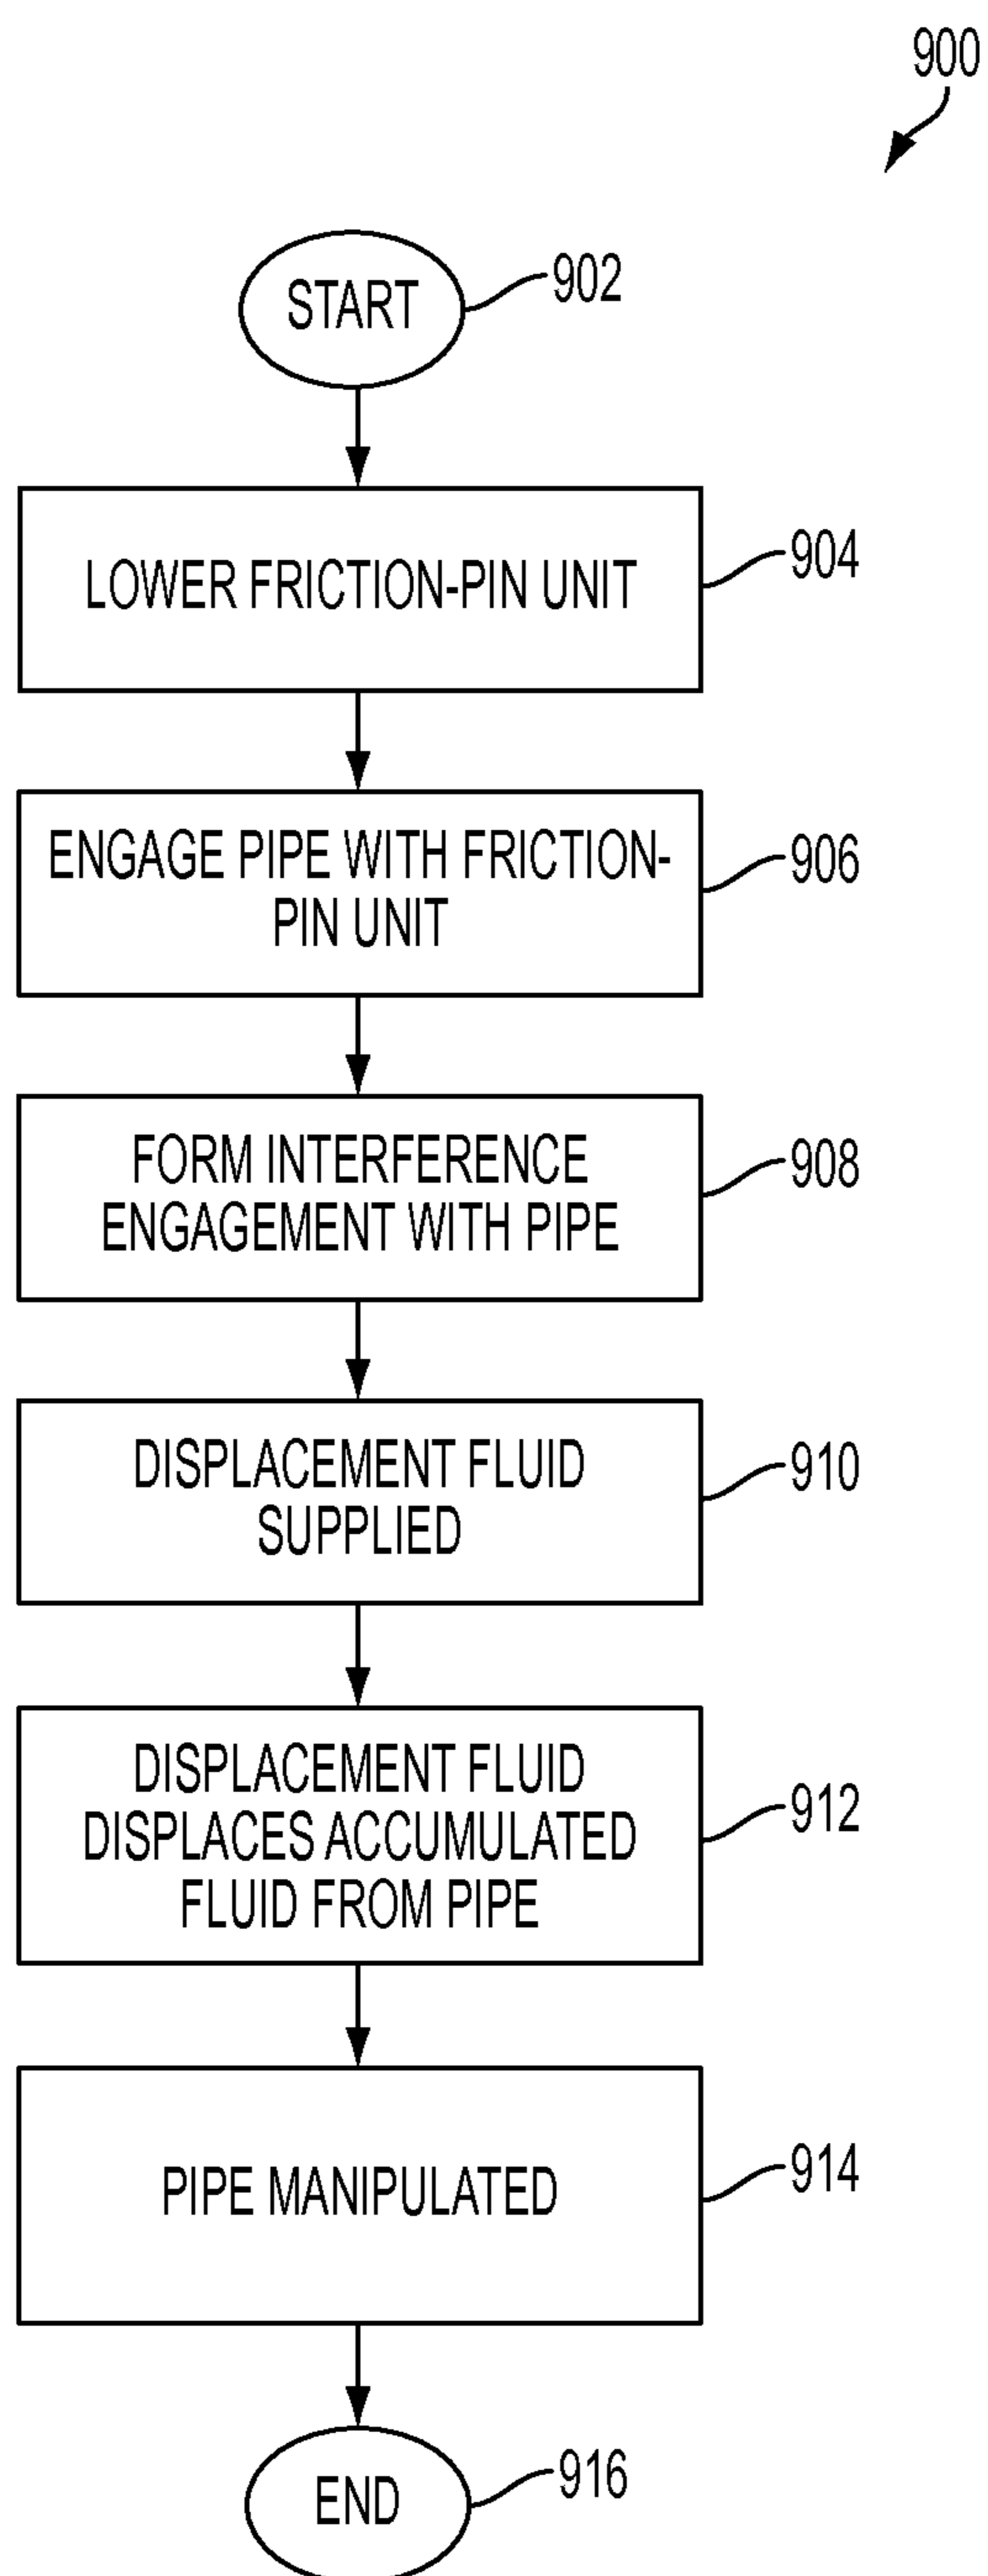 900
START
902
LOWER FRICTION-PIN UNIT
904
ENGAGE PIPE WITH FRICTION-
PIN UNIT
906
FORM INTERFERENCE
ENGAGEMENT WITH PIPE
908
DISPLACEMENT FLUID
SUPPLIED
910
DISPLACEMENT FLUID
DISPLACES ACCUMULATED
FLUID FROM PIPE
912
PIPE MANIPULATED
914
END
916